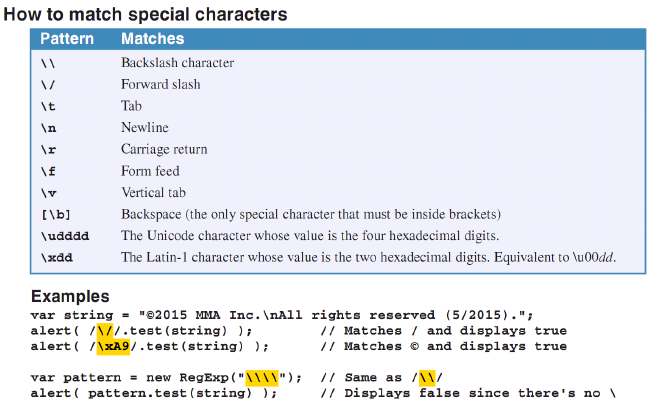 How to match special characters
Pattern Matches
\\ Backslash character
\/ Forward slash
\t Tab
\n Newline
\r Carriage return
\f Form feed
\v Vertical tab
[\b] Backspace (the only special character that must be inside brackets)
\udddd The Unicode character whose value is the four hexadecimal digits.
\xdd The Latin-1 character whose value is the two hexadecimal digits. Equivalent to \u00dd.
Examples
var string = "©2015 MMA Inc.\nAll rights reserved (5/2015).";
alert( /\//.test(string) ); // Matches / and displays true
alert( /\xA9/.test(string) ); // Matches © and displays true
var pattern = new RegExp("\\\\"); // Same as /\\/
alert( pattern.test(string) ); // Displays false since there's no \